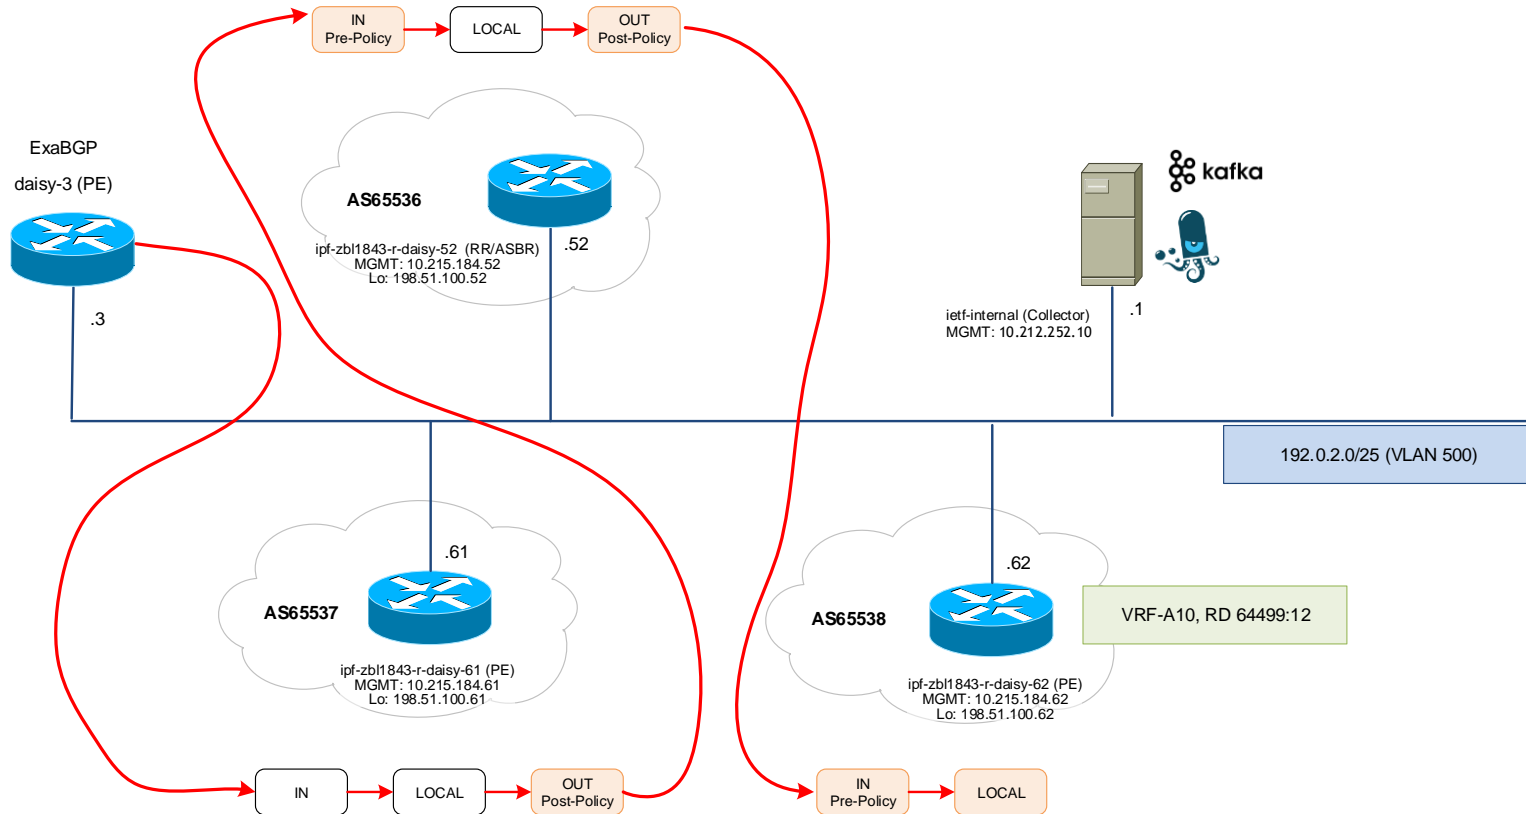 IN
Pre-Policy
LOCAL
OUT
Post-Policy
ExaBGP
daisy-3 (PE)
.3
AS65536
ipf-zbl1843-r-daisy-52 (RR/ASBR)
MGMT: 10.215.184.52
Lo: 198.51.100.52
.52
kafka
ietf-internal (Collector)
MGMT: 10.212.252.10
.1
192.0.2.0/25 (VLAN 500)
.61
AS65537
ipf-zbl1843-r-daisy-61 (PE)
MGMT: 10.215.184.61
Lo: 198.51.100.61
.62
AS65538
ipf-zbl1843-r-daisy-62 (PE)
MGMT: 10.215.184.62
Lo: 198.51.100.62
VRF-A10, RD 64499:12
IN
LOCAL
OUT
Post-Policy
IN
Pre-Policy
LOCAL